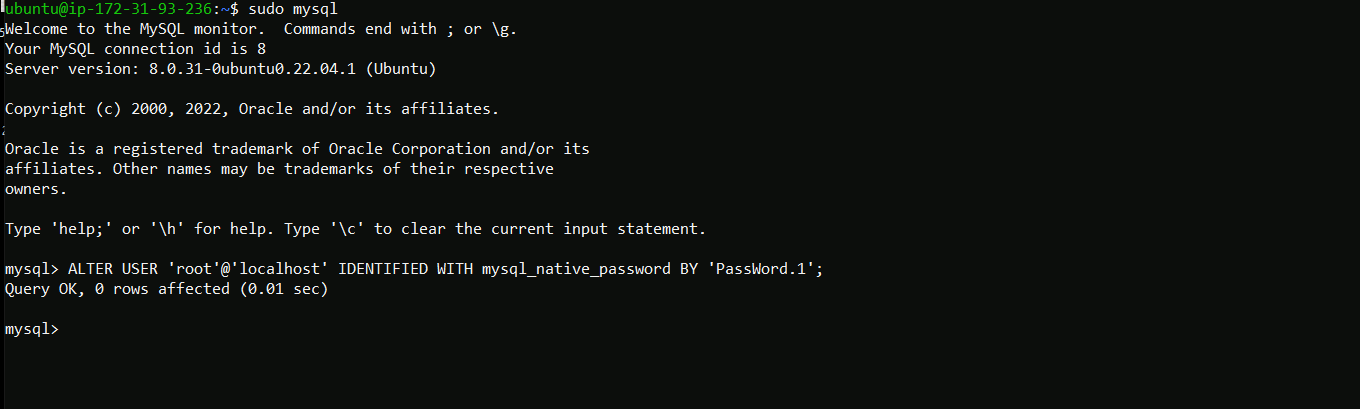 ubuntu@ip-172-31-93-236:~$ sudo mysql
Welcome to the MySQL monitor.  Commands end with ; or \g.
Your MySQL connection id is 8
Server version: 8.0.31-0ubuntu0.22.04.1 (Ubuntu)
Copyright (c) 2000, 2022, Oracle and/or its affiliates.
Oracle is a registered trademark of Oracle Corporation and/or its
affiliates. Other names may be trademarks of their respective
owners.
Type 'help;' or '\h' for help. Type '\c' to clear the current input statement.
mysql> ALTER USER 'root'@'localhost' IDENTIFIED WITH mysql_native_password BY 'PassWord.1';
Query OK, 0 rows affected (0.01 sec)
mysql>